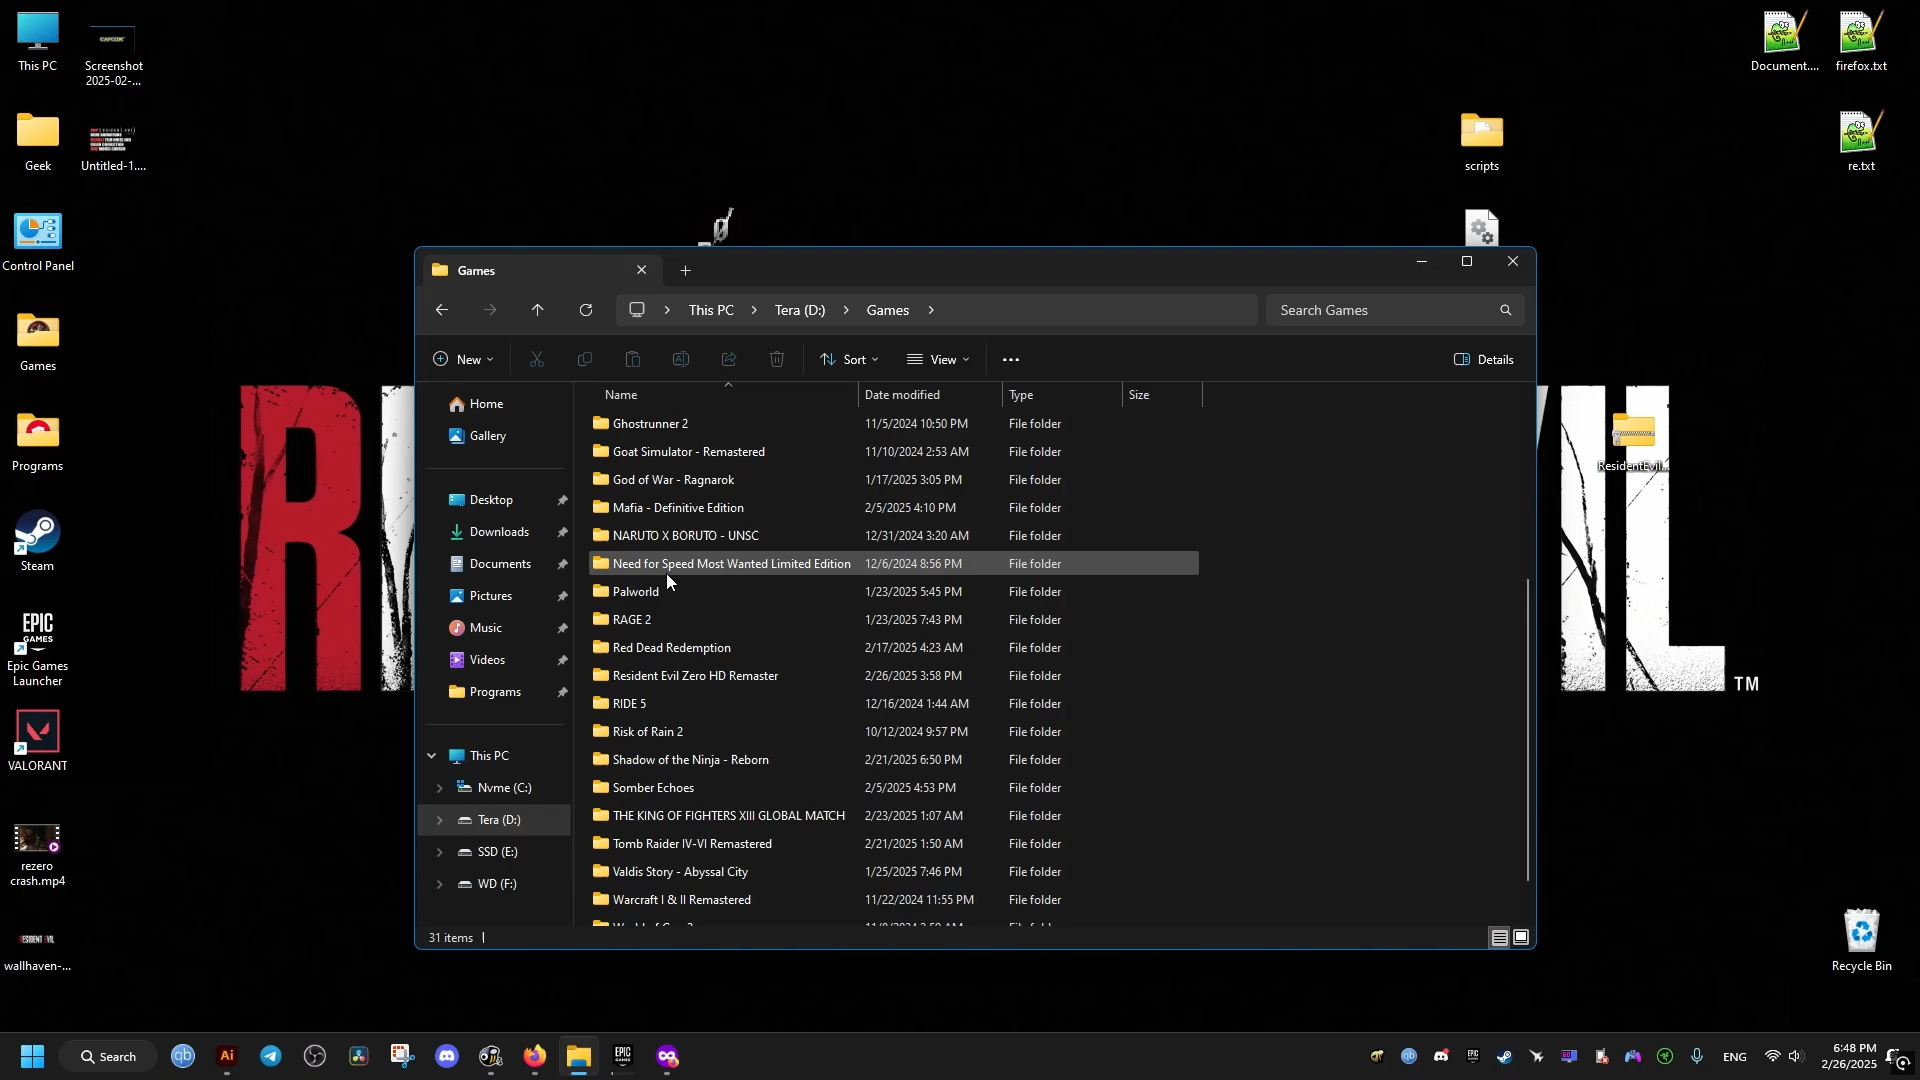 This PC
Screenshot
2025-02-...
CAPCOM
Geek
Untitled-1....
Control Panel
Games
Programs
Steam
EPIC
GAMES
Epic Games
Launcher
VALORANT
rezero
crash.mp4
RESIDENT EVIL
wallhaven-...
Document....
firefox.txt
scripts
re.txt
ResidentEvil...
Recycle Bin
R
VIL
TM
Games
This PC
Tera (D:)
Games
Search Games
New
Sort
View
Details
Home
Gallery
Desktop
Downloads
Documents
Pictures
Music
Videos
Programs
This PC
Nvme (C:)
Tera (D:)
SSD (E:)
WD (F:)
Name Date modified Type Size
Ghostrunner 2 11/5/2024 10:50 PM File folder
Goat Simulator - Remastered 11/10/2024 2:53 AM File folder
God of War - Ragnarok 1/17/2025 3:05 PM File folder
Mafia - Definitive Edition 2/5/2025 4:10 PM File folder
NARUTO X BORUTO - UNSC 12/31/2024 3:20 AM File folder
Need for Speed Most Wanted Limited Edition 12/6/2024 8:56 PM File folder
Palworld 1/23/2025 5:45 PM File folder
RAGE 2 1/23/2025 7:43 PM File folder
Red Dead Redemption 2/17/2025 4:23 AM File folder
Resident Evil Zero HD Remaster 2/26/2025 3:58 PM File folder
RIDE 5 12/16/2024 1:44 AM File folder
Risk of Rain 2 10/12/2024 9:57 PM File folder
Shadow of the Ninja - Reborn 2/21/2025 6:50 PM File folder
Somber Echoes 2/5/2025 4:53 PM File folder
THE KING OF FIGHTERS XIII GLOBAL MATCH 2/23/2025 1:07 AM File folder
Tomb Raider IV-VI Remastered 2/21/2025 1:50 AM File folder
Valdis Story - Abyssal City 1/25/2025 7:46 PM File folder
Warcraft I & II Remastered 11/22/2024 11:55 PM File folder
31 items
Search
qb
Ai
EPIC
GAMES
ENG
6:48 PM
2/26/2025